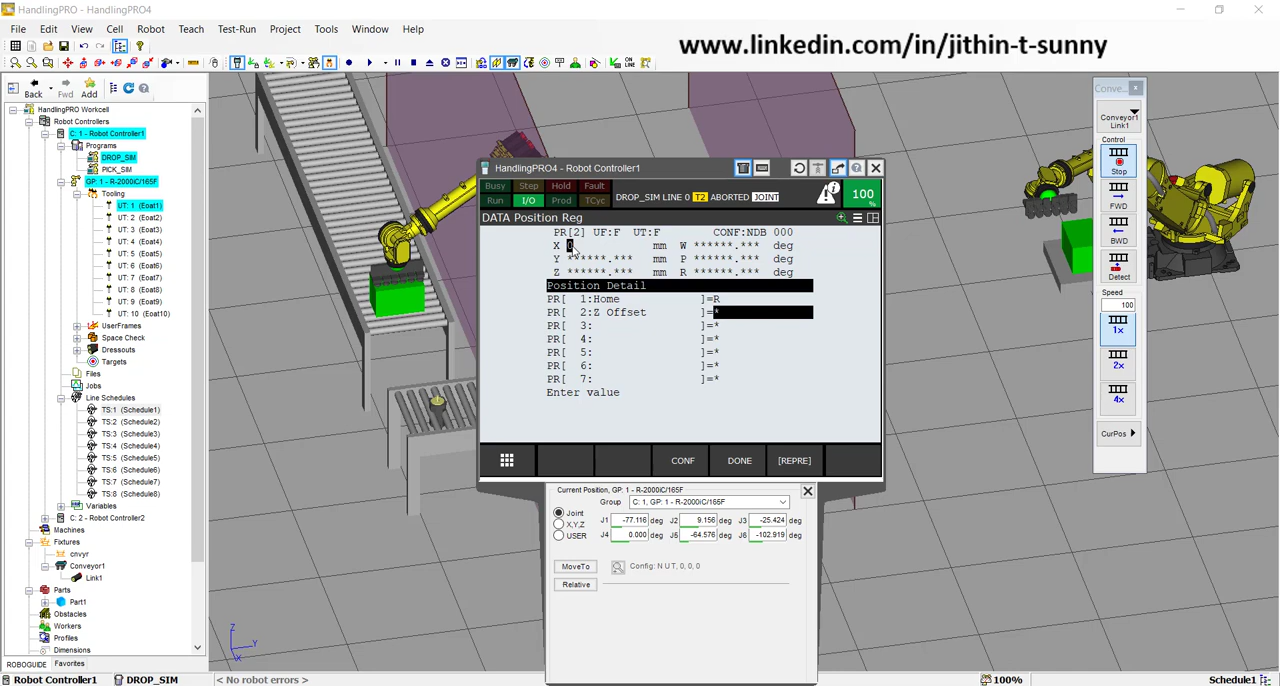 HandlingPRO - HandlingPRO4
File Edit View Cell Robot Teach Test-Run Project Tools Window Help
www.linkedin.com/in/jithin-t-sunny
Back Fwd Add
HandlingPRO Workcell
Robot Controllers
C: 1 - Robot Controller1
Programs
DROP_SIM
PICK_SIM
GP: 1 - R-2000iC/165F
Tooling
UT: 1 (Eoat1)
UT: 2 (Eoat2)
UT: 3 (Eoat3)
UT: 4 (Eoat4)
UT: 5 (Eoat5)
UT: 6 (Eoat6)
UT: 7 (Eoat7)
UT: 8 (Eoat8)
UT: 9 (Eoat9)
UT: 10 (Eoat10)
UserFrames
Space Check
Dressouts
Targets
Files
Jobs
Line Schedules
TS:1 (Schedule1)
TS:2 (Schedule2)
TS:3 (Schedule3)
TS:4 (Schedule4)
TS:5 (Schedule5)
TS:6 (Schedule6)
TS:7 (Schedule7)
TS:8 (Schedule8)
Variables
C: 2 - Robot Controller2
Machines
Fixtures
cnvyr
Conveyor1
Link1
Parts
Part1
Obstacles
Workers
Profiles
Dimensions
ROBOGUIDE Favorites
HandlingPRO4 - Robot Controller1
Busy Step Hold Fault
Run I/O Prod TCyc
DROP_SIM LINE 0 T2 ABORTED JOINT
100 %
DATA Position Reg
PR[2] UF:F UT:F CONF:NDB 000
X 0 mm W ******.*** deg
Y ******.*** mm P ******.*** deg
Z ******.*** mm R ******.*** deg
Position Detail
PR[ 1:Home ]=R
PR[ 2:Z Offset ]=*
PR[ 3: ]=*
PR[ 4: ]=*
PR[ 5: ]=*
PR[ 6: ]=*
PR[ 7: ]=*
Enter value
CONF DONE [REPRE]
Current Position, GP: 1 - R-2000iC/165F
Group C: 1, GP: 1 - R-2000iC/165F
Joint J1 -77.116 deg J2 9.156 deg J3 -25.424 deg
X,Y,Z J4 0.000 deg J5 -64.576 deg J6 -102.919 deg
USER
MoveTo Config: N U T, 0, 0, 0
Relative
Conve...
Conveyor1
Link1
Control
Stop
FWD
BWD
Detect
Speed
100
1x
2x
4x
CurPos
Z
Y
X
Robot Controller1 DROP_SIM < No robot errors > 100% Schedule1